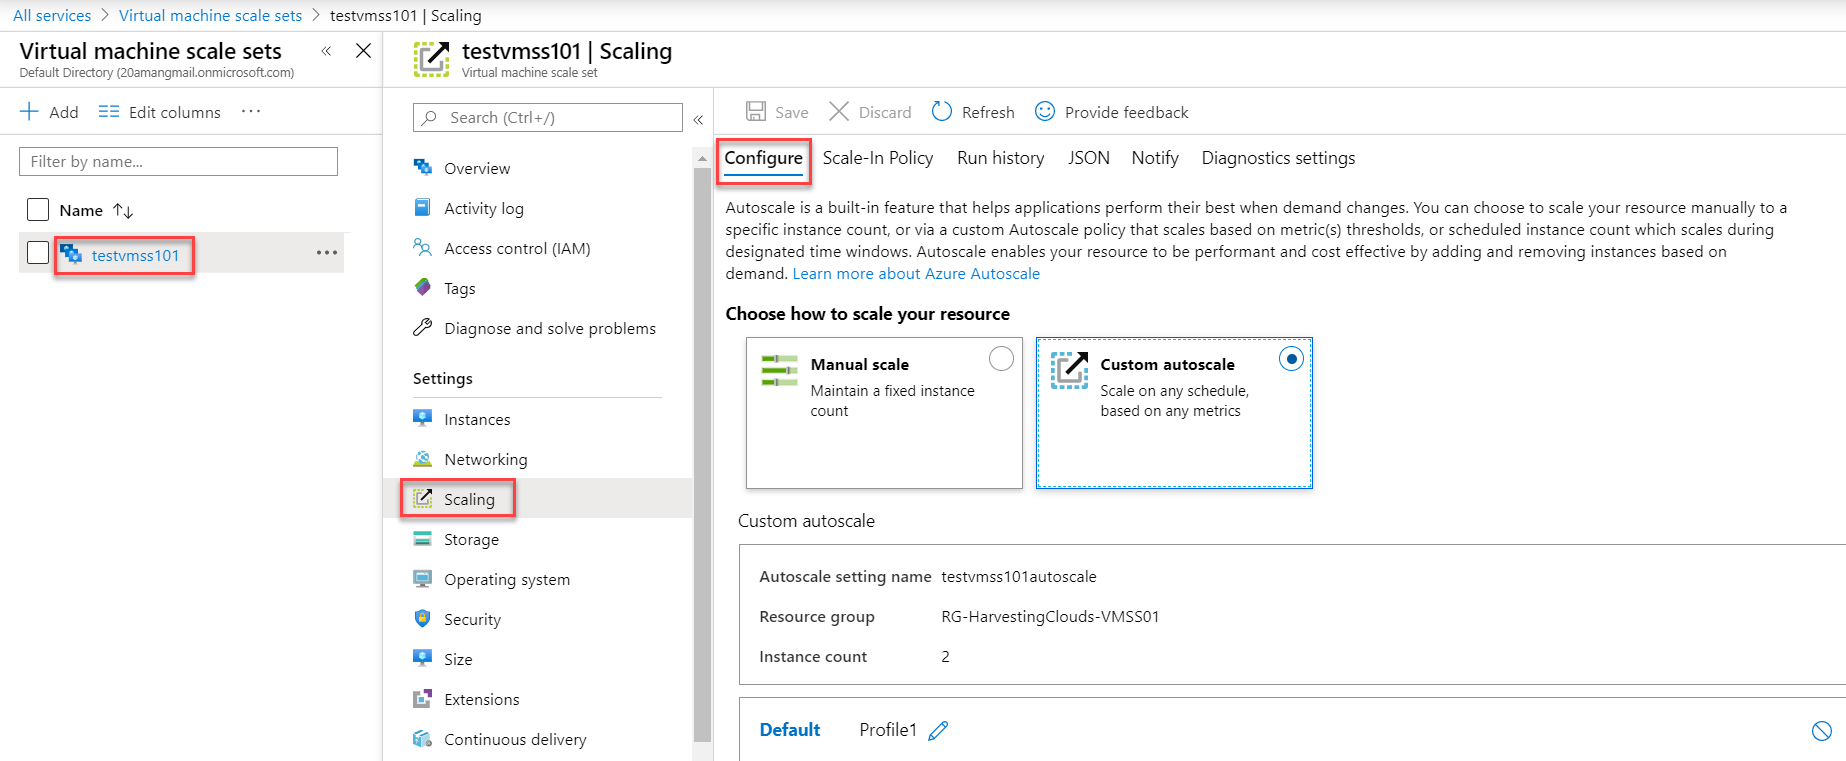 All services > Virtual machine scale sets > testvmss101 | Scaling
Virtual machine scale sets
Default Directory (20amangmail.onmicrosoft.com)
Add
Edit columns
Filter by name...
Name
testvmss101
testvmss101 | Scaling
Virtual machine scale set
Search (Ctrl+/)
Overview
Activity log
Access control (IAM)
Tags
Diagnose and solve problems
Settings
Instances
Networking
Scaling
Storage
Operating system
Security
Size
Extensions
Continuous delivery
Save
Discard
Refresh
Provide feedback
Configure
Scale-In Policy
Run history
JSON
Notify
Diagnostics settings
Autoscale is a built-in feature that helps applications perform their best when demand changes. You can choose to scale your resource manually to a
specific instance count, or via a custom Autoscale policy that scales based on metric(s) thresholds, or scheduled instance count which scales during
designated time windows. Autoscale enables your resource to be performant and cost effective by adding and removing instances based on
demand. Learn more about Azure Autoscale
Choose how to scale your resource
Manual scale
Maintain a fixed instance
count
Custom autoscale
Scale on any schedule,
based on any metrics
Custom autoscale
Autoscale setting name testvmss101autoscale
Resource group RG-HarvestingClouds-VMSS01
Instance count 2
Default Profile1